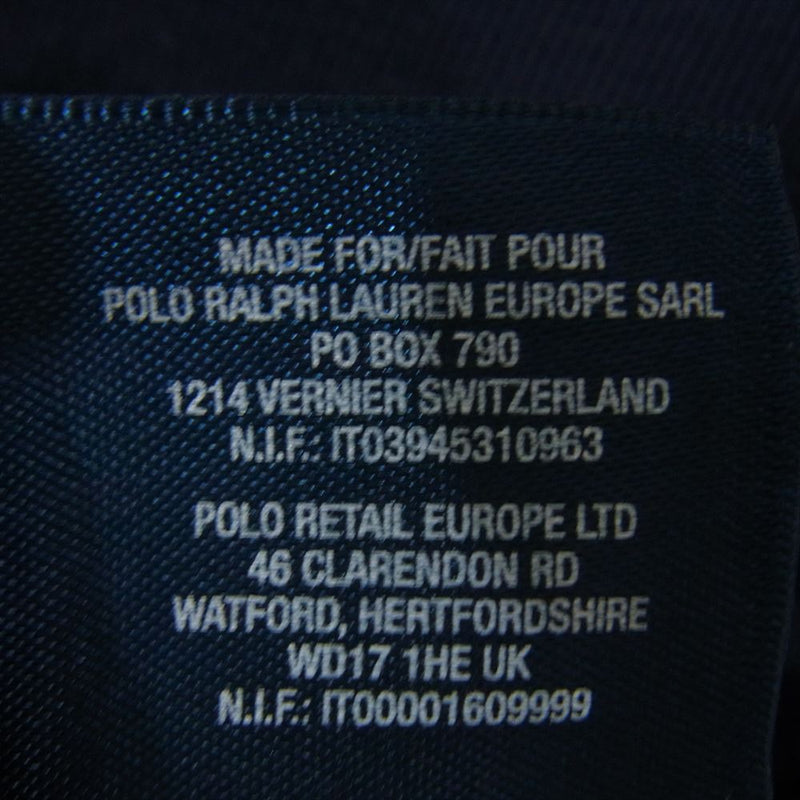 MADE FOR/FAIT POUR
POLO RALPH LAUREN EUROPE SARL
PO BOX 790
1214 VERNIER SWITZERLAND
N.I.F.: IT03945310963
POLO RETAIL EUROPE LTD
46 CLARENDON RD
WATFORD, HERTFORDSHIRE
WD17 1HE UK
N.I.F.: IT00001609999